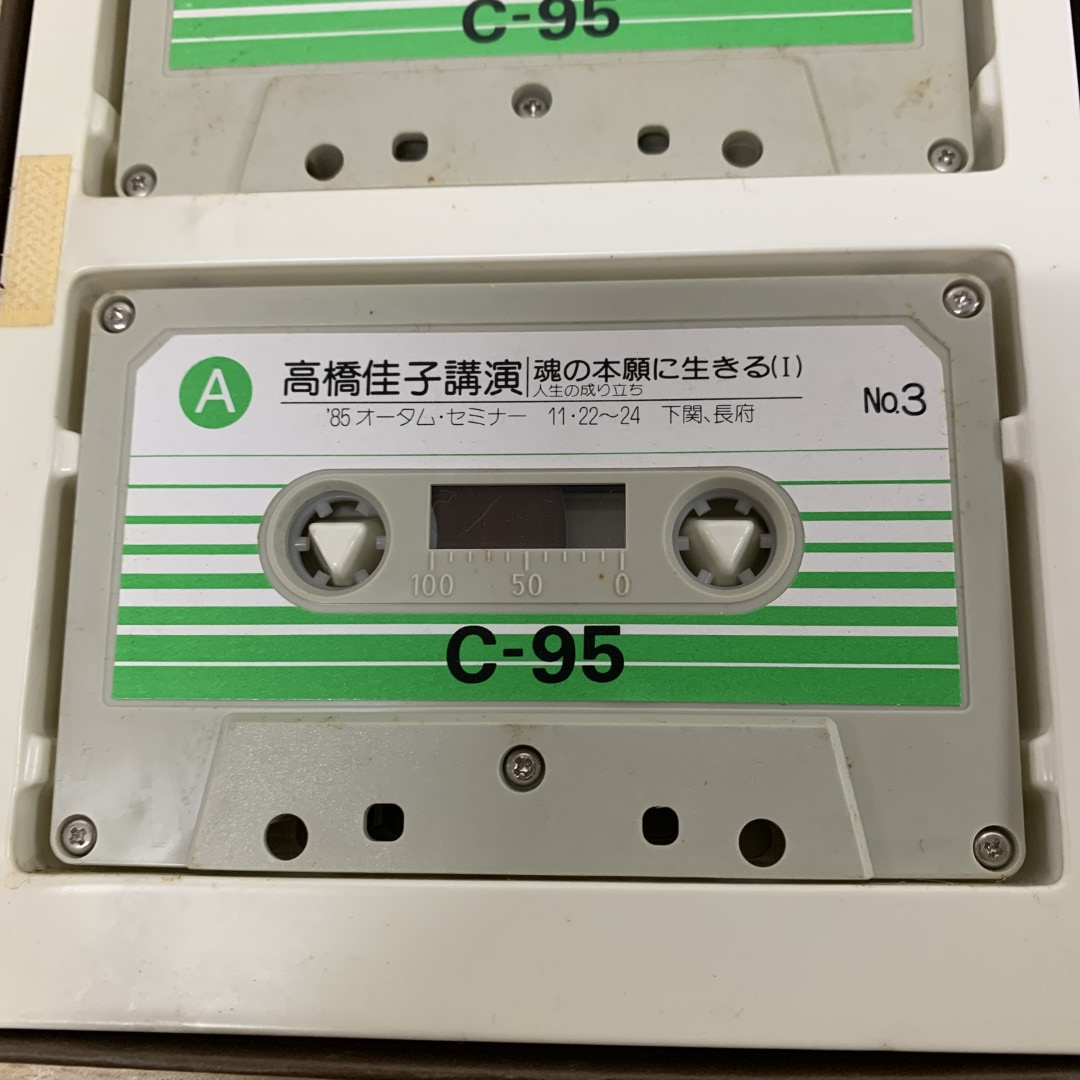 C-95
A
高橋佳子講演 魂の本願に生きる(I)
人生の成り立ち
'85 オータム・セミナー 11・22〜24 下関、長府
No.3
100 50 0
C-95